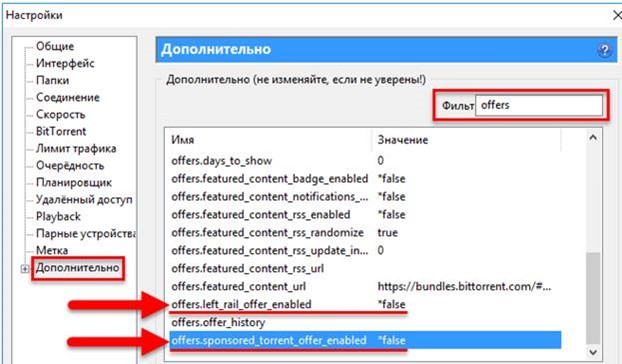 Настройки
Общие
Интерфейс
Папки
Соединение
Скорость
BitTorrent
Лимит трафика
Очерёдность
Планировщик
Удалённый доступ
Playback
Парные устройства
Метка
Дополнительно
Дополнительно
Дополнительно (не изменяйте, если не уверены!)
Фильт offers
Имя Значение
offers.days_to_show 0
offers.featured_content_badge_enabled *false
offers.featured_content_notifications_... *false
offers.featured_content_rss_enabled *false
offers.featured_content_rss_randomize true
offers.featured_content_rss_update_in... 0
offers.featured_content_rss_url
offers.featured_content_url https://bundles.bittorrent.com/#...
offers.left_rail_offer_enabled *false
offers.offer_history
offers.sponsored_torrent_offer_enabled *false